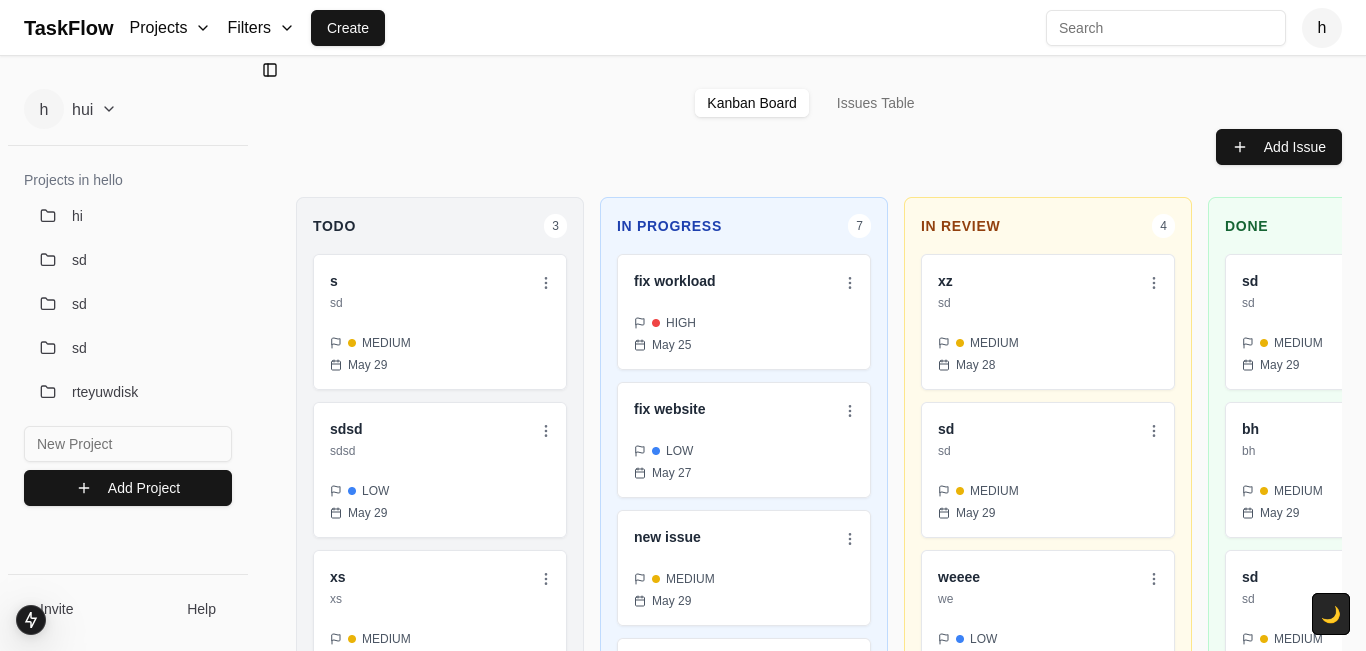 TaskFlow Projects Filters Create Search h
h hui
Kanban Board Issues Table
Add Issue
Projects in hello
hi
sd
sd
sd
rteyuwdisk
New Project
Add Project
Invite Help
TODO 3
s
sd
MEDIUM
May 29
sdsd
sdsd
LOW
May 29
xs
xs
MEDIUM
IN PROGRESS 7
fix workload
HIGH
May 25
fix website
LOW
May 27
new issue
MEDIUM
May 29
IN REVIEW 4
xz
sd
MEDIUM
May 28
sd
sd
MEDIUM
May 29
weeee
we
LOW
DONE
sd
sd
MEDIUM
May 29
bh
bh
MEDIUM
May 29
sd
sd
MEDIUM